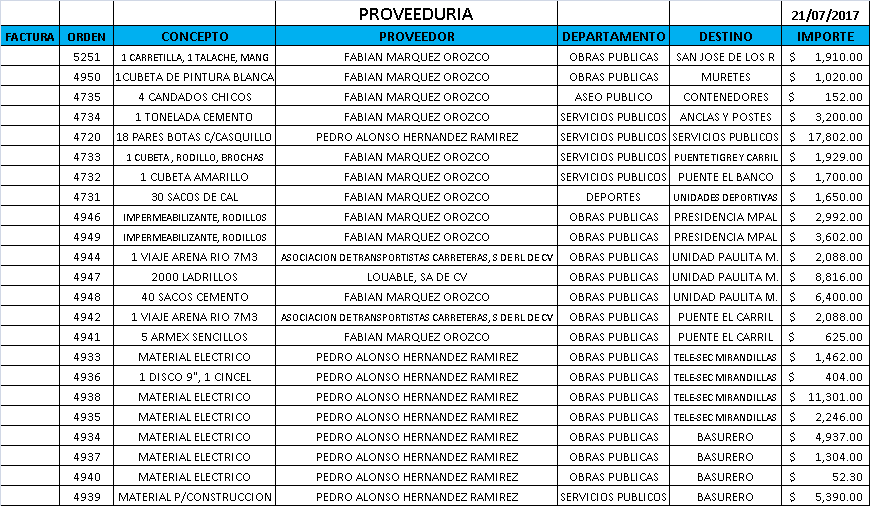 PROVEEDURIA 21/07/2017
FACTURA ORDEN CONCEPTO PROVEEDOR DEPARTAMENTO DESTINO IMPORTE
5251 1 CARRETILLA, 1 TALACHE, MANG FABIAN MARQUEZ OROZCO OBRAS PUBLICAS SAN JOSE DE LOS R $ 1,910.00
4950 1CUBETA DE PINTURA BLANCA FABIAN MARQUEZ OROZCO OBRAS PUBLICAS MURETES $ 1,020.00
4735 4 CANDADOS CHICOS FABIAN MARQUEZ OROZCO ASEO PUBLICO CONTENEDORES $ 152.00
4734 1 TONELADA CEMENTO FABIAN MARQUEZ OROZCO SERVICIOS PUBLICOS ANCLAS Y POSTES $ 3,200.00
4720 18 PARES BOTAS C/CASQUILLO PEDRO ALONSO HERNANDEZ RAMIREZ SERVICIOS PUBLICOS SERVICIOS PUBLICOS $ 17,802.00
4733 1 CUBETA , RODILLO, BROCHAS FABIAN MARQUEZ OROZCO SERVICIOS PUBLICOS PUENTE TIGRE Y CARRIL $ 1,929.00
4732 1 CUBETA AMARILLO FABIAN MARQUEZ OROZCO SERVICIOS PUBLICOS PUENTE EL BANCO $ 1,700.00
4731 30 SACOS DE CAL FABIAN MARQUEZ OROZCO DEPORTES UNIDADES DEPORTIVAS $ 1,650.00
4946 IMPERMEABILIZANTE, RODILLOS FABIAN MARQUEZ OROZCO OBRAS PUBLICAS PRESIDENCIA MPAL $ 2,992.00
4949 IMPERMEABILIZANTE, RODILLOS FABIAN MARQUEZ OROZCO OBRAS PUBLICAS PRESIDENCIA MPAL $ 3,602.00
4944 1 VIAJE ARENA RIO 7M3 ASOCIACION DE TRANSPORTISTAS CARRETERAS, S DE RL DE CV OBRAS PUBLICAS UNIDAD PAULITA M. $ 2,088.00
4947 2000 LADRILLOS LOUABLE, SA DE CV OBRAS PUBLICAS UNIDAD PAULITA M. $ 8,816.00
4948 40 SACOS CEMENTO FABIAN MARQUEZ OROZCO OBRAS PUBLICAS UNIDAD PAULITA M. $ 6,400.00
4942 1 VIAJE ARENA RIO 7M3 ASOCIACION DE TRANSPORTISTAS CARRETERAS, S DE RL DE CV OBRAS PUBLICAS PUENTE EL CARRIL $ 2,088.00
4941 5 ARMEX SENCILLOS FABIAN MARQUEZ OROZCO OBRAS PUBLICAS PUENTE EL CARRIL $ 625.00
4933 MATERIAL ELECTRICO PEDRO ALONSO HERNANDEZ RAMIREZ OBRAS PUBLICAS TELE-SEC MIRANDILLAS $ 1,462.00
4936 1 DISCO 9", 1 CINCEL PEDRO ALONSO HERNANDEZ RAMIREZ OBRAS PUBLICAS TELE-SEC MIRANDILLAS $ 404.00
4938 MATERIAL ELECTRICO PEDRO ALONSO HERNANDEZ RAMIREZ OBRAS PUBLICAS TELE-SEC MIRANDILLAS $ 11,301.00
4935 MATERIAL ELECTRICO PEDRO ALONSO HERNANDEZ RAMIREZ OBRAS PUBLICAS TELE-SEC MIRANDILLAS $ 2,246.00
4934 MATERIAL ELECTRICO PEDRO ALONSO HERNANDEZ RAMIREZ OBRAS PUBLICAS BASURERO $ 4,937.00
4937 MATERIAL ELECTRICO PEDRO ALONSO HERNANDEZ RAMIREZ OBRAS PUBLICAS BASURERO $ 1,304.00
4940 MATERIAL ELECTRICO PEDRO ALONSO HERNANDEZ RAMIREZ OBRAS PUBLICAS BASURERO $ 52.30
4939 MATERIAL P/CONSTRUCCION PEDRO ALONSO HERNANDEZ RAMIREZ SERVICIOS PUBLICOS BASURERO $ 5,390.00